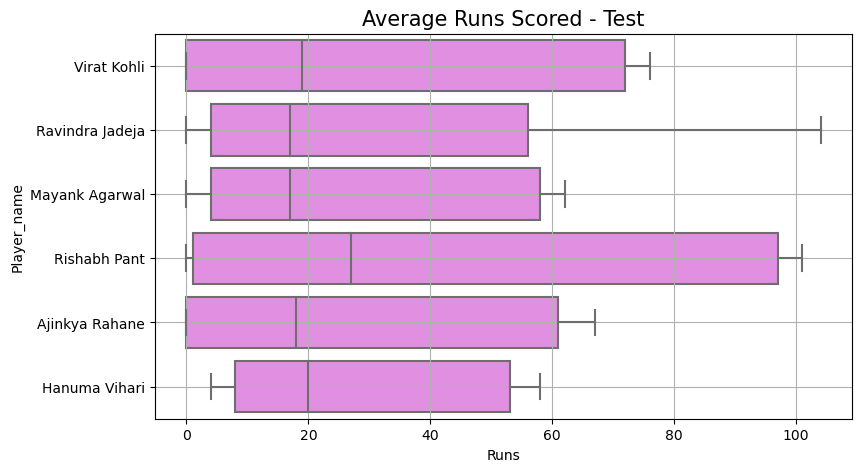 Average Runs Scored - Test
Player_name
Virat Kohli
Ravindra Jadeja
Mayank Agarwal
Rishabh Pant
Ajinkya Rahane
Hanuma Vihari
0 20 40 60 80 100
Runs